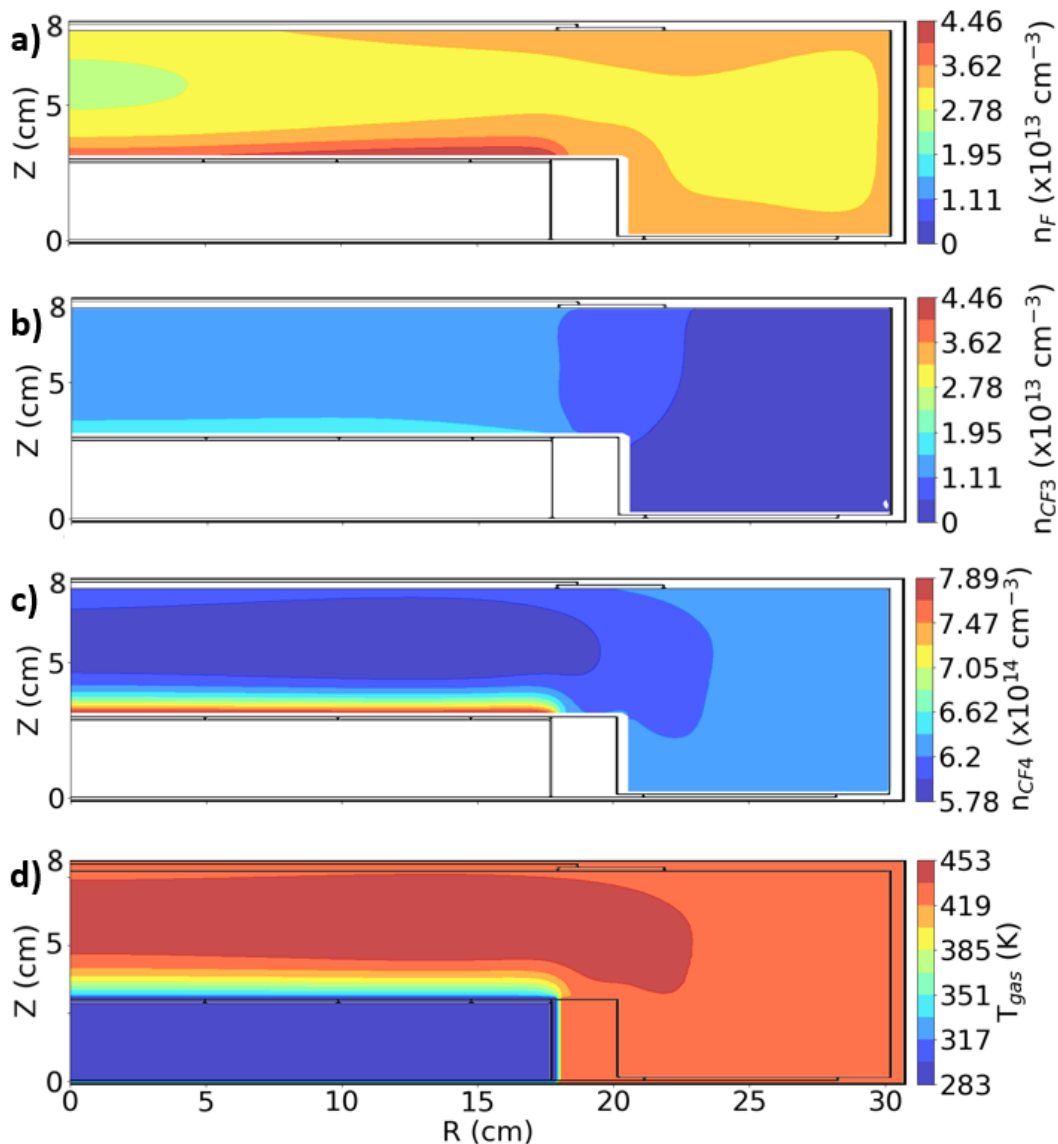 a)
8
5
0
Z (cm)
4.46
3.62
2.78
1.95
1.11
0
n_F (x10^13 cm^−3)
b)
8
5
0
Z (cm)
4.46
3.62
2.78
1.95
1.11
0
n_CF3 (x10^13 cm^−3)
c)
8
5
0
Z (cm)
7.89
7.47
7.05
6.62
6.2
5.78
n_CF4 (x10^14 cm^−3)
d)
8
5
0
Z (cm)
453
419
385
351
317
283
T_gas (K)
0 5 10 15 20 25 30
R (cm)